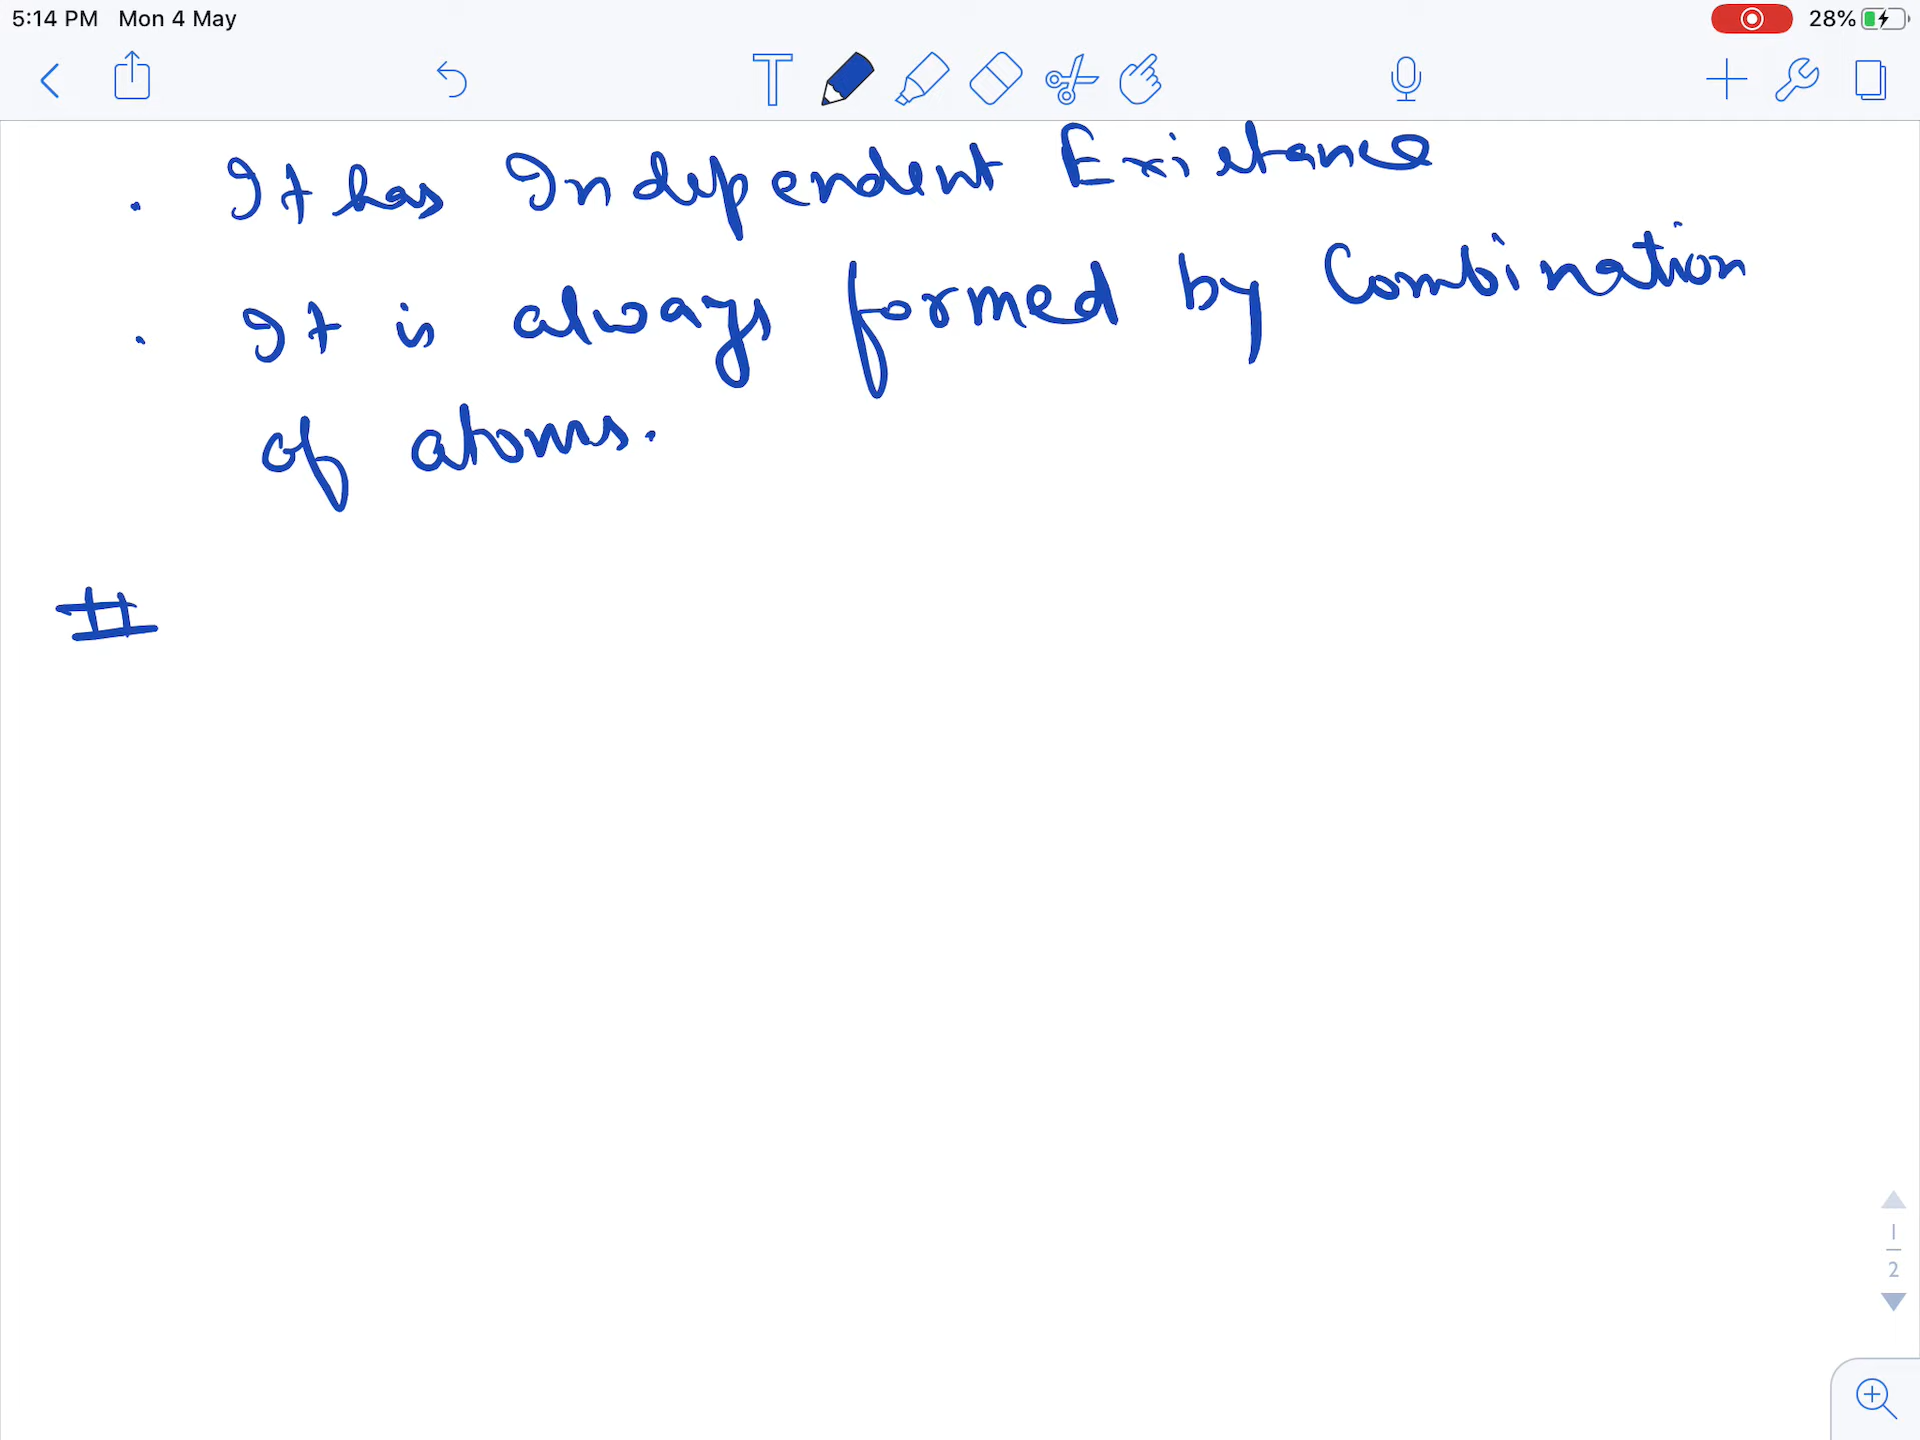 5:14 PM Mon 4 May
28%
T
. It has Independent Existance
. It is always formed by Combination
of atoms.
#
1
2